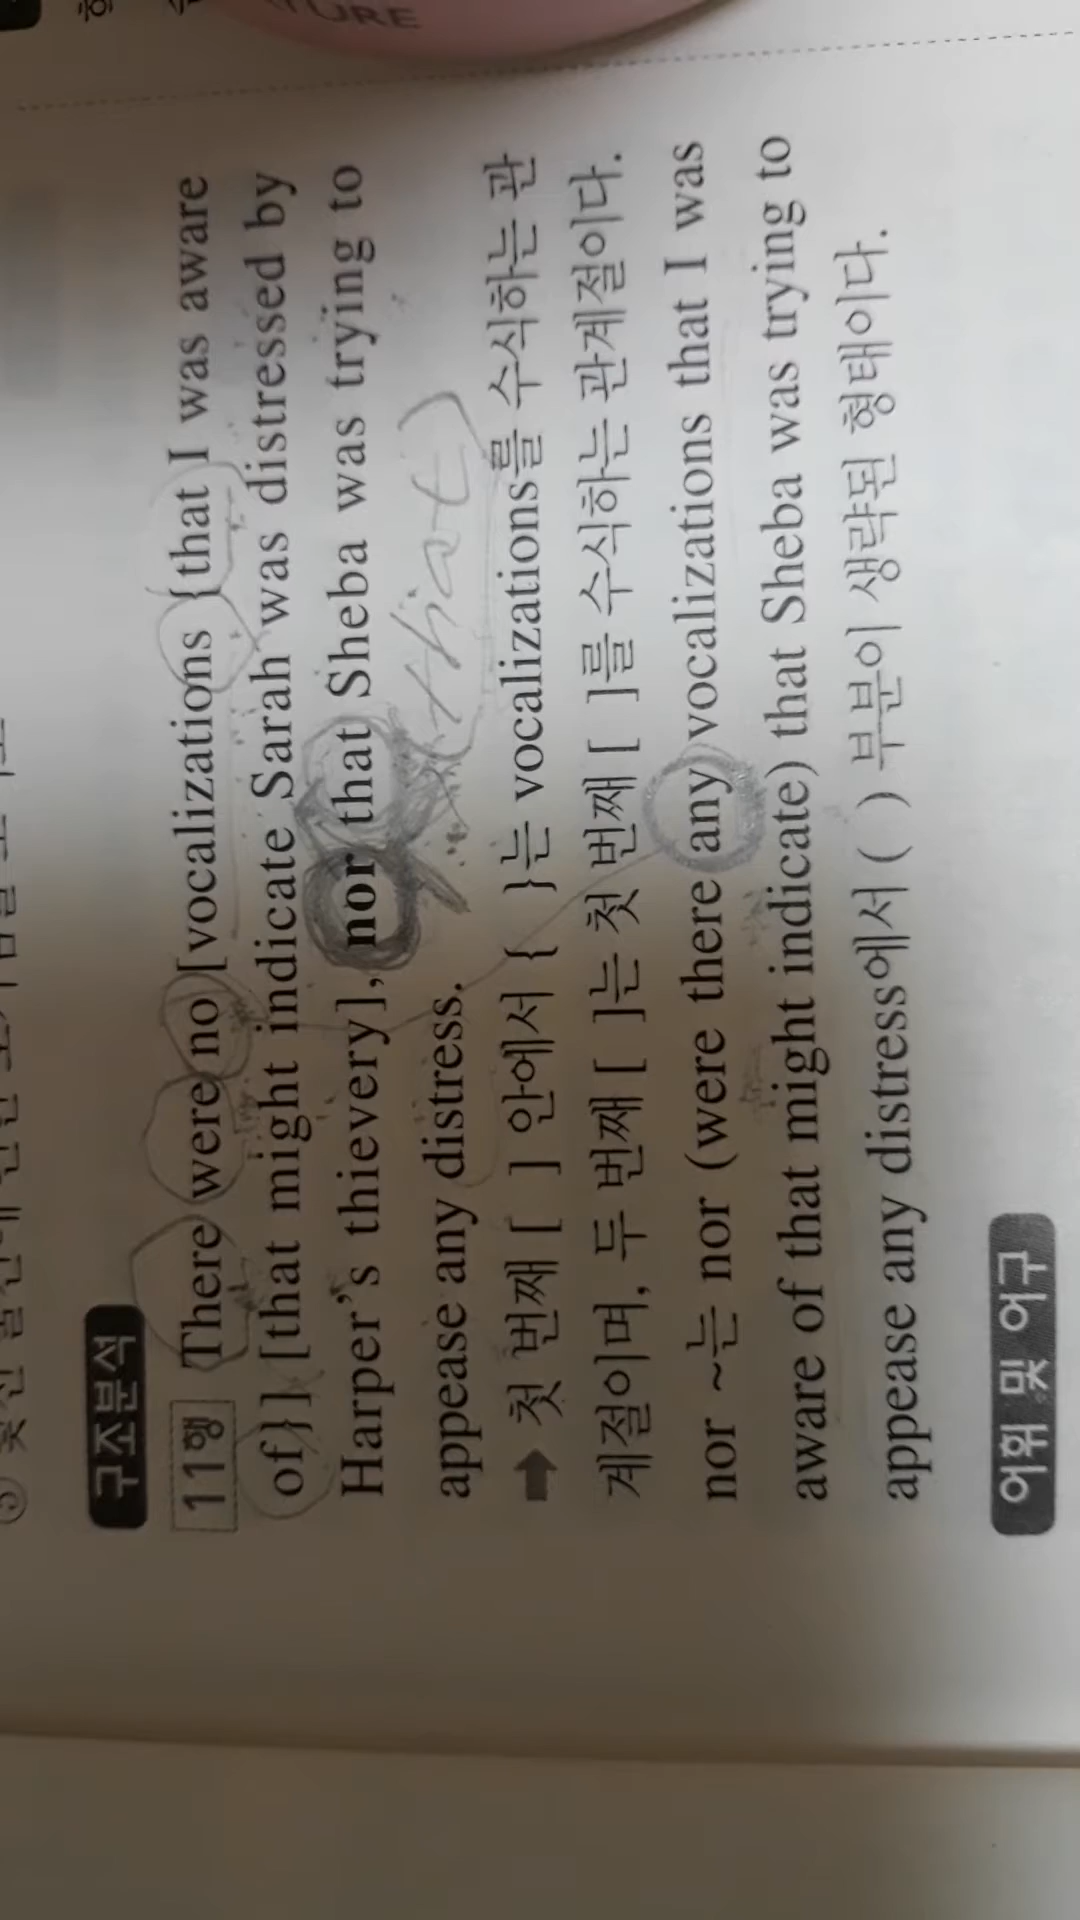 TURE
구조분석
11행 There were no [vocalizations {that I was aware
of}] [that might indicate Sarah was distressed by
Harper's thievery], nor that Sheba was trying to
(that)
appease any distress.
➡ 첫 번째 [ ] 안에서 { }는 vocalizations를 수식하는 관
계절이며, 두 번째 [ ]는 첫 번째 [ ]를 수식하는 관계절이다.
nor ~는 nor (were there any vocalizations that I was
aware of that might indicate) that Sheba was trying to
appease any distress에서 ( ) 부분이 생략된 형태이다.
어휘 및 어구